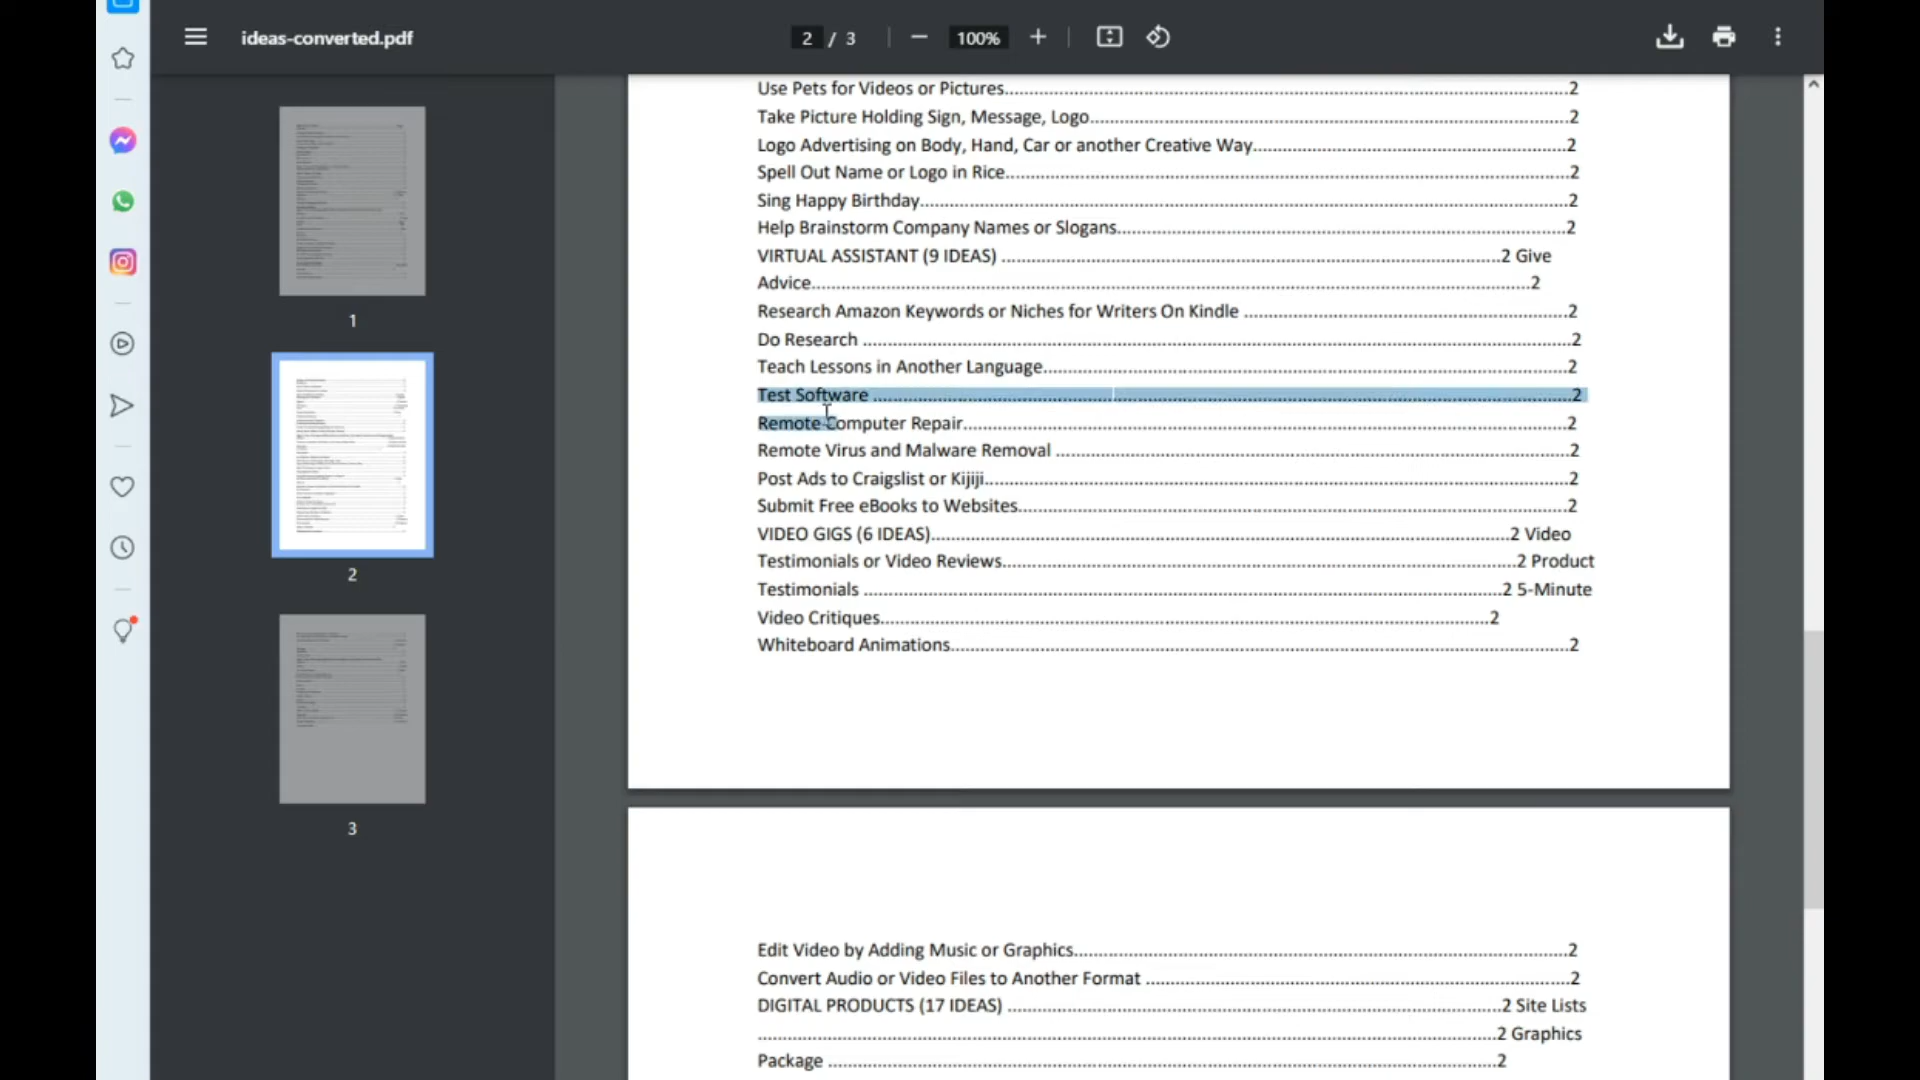 ideas-converted.pdf
2 / 3
100%
1
2
3
Use Pets for Videos or Pictures..........2
Take Picture Holding Sign, Message, Logo..........2
Logo Advertising on Body, Hand, Car or another Creative Way..........2
Spell Out Name or Logo in Rice..........2
Sing Happy Birthday..........2
Help Brainstorm Company Names or Slogans..........2
VIRTUAL ASSISTANT (9 IDEAS) ..........2 Give
Advice..........2
Research Amazon Keywords or Niches for Writers On Kindle ..........2
Do Research ..........2
Teach Lessons in Another Language..........2
Test Software ..........2
Remote Computer Repair..........2
Remote Virus and Malware Removal ..........2
Post Ads to Craigslist or Kijiji..........2
Submit Free eBooks to Websites..........2
VIDEO GIGS (6 IDEAS)..........2 Video
Testimonials or Video Reviews..........2 Product
Testimonials ..........2 5-Minute
Video Critiques..........2
Whiteboard Animations..........2
Edit Video by Adding Music or Graphics..........2
Convert Audio or Video Files to Another Format ..........2
DIGITAL PRODUCTS (17 IDEAS) ..........2 Site Lists
..........2 Graphics
Package ..........2